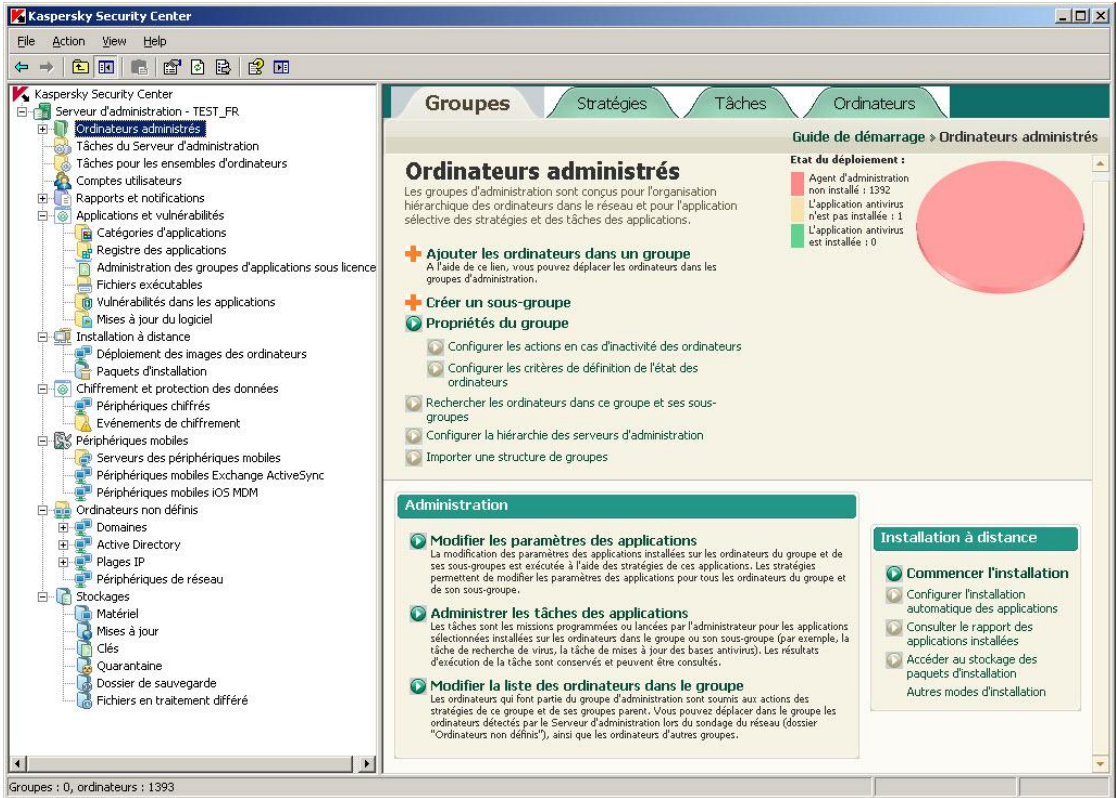 Kaspersky Security Center
File Action View Help
Kaspersky Security Center
Serveur d'administration - TEST_FR
Ordinateurs administrés
Tâches du Serveur d'administration
Tâches pour les ensembles d'ordinateurs
Comptes utilisateurs
Rapports et notifications
Applications et vulnérabilités
Catégories d'applications
Registre des applications
Administration des groupes d'applications sous licence
Fichiers exécutables
Vulnérabilités dans les applications
Mises à jour du logiciel
Installation à distance
Déploiement des images des ordinateurs
Paquets d'installation
Chiffrement et protection des données
Périphériques chiffrés
Evénements de chiffrement
Périphériques mobiles
Serveurs des périphériques mobiles
Périphériques mobiles Exchange ActiveSync
Périphériques mobiles iOS MDM
Ordinateurs non définis
Domaines
Active Directory
Plages IP
Périphériques de réseau
Stockages
Matériel
Mises à jour
Clés
Quarantaine
Dossier de sauvegarde
Fichiers en traitement différé
Groupes Stratégies Tâches Ordinateurs
Guide de démarrage » Ordinateurs administrés
Ordinateurs administrés
Les groupes d'administration sont conçus pour l'organisation
hiérarchique des ordinateurs dans le réseau et pour l'application
sélective des stratégies et des tâches des applications.
Etat du déploiement :
Agent d'administration
non installé : 1392
L'application antivirus
n'est pas installée : 1
L'application antivirus
est installée : 0
Ajouter les ordinateurs dans un groupe
A l'aide de ce lien, vous pouvez déplacer les ordinateurs dans les
groupes d'administration.
Créer un sous-groupe
Propriétés du groupe
Configurer les actions en cas d'inactivité des ordinateurs
Configurer les critères de définition de l'état des
ordinateurs
Rechercher les ordinateurs dans ce groupe et ses sous-
groupes
Configurer la hiérarchie des serveurs d'administration
Importer une structure de groupes
Administration
Modifier les paramètres des applications
La modification des paramètres des applications installées sur les ordinateurs du groupe et de
ses sous-groupes est exécutée à l'aide des stratégies de ces applications. Les stratégies
permettent de modifier les paramètres des applications pour tous les ordinateurs du groupe et
de son sous-groupe.
Administrer les tâches des applications
Les tâches sont les missions programmées ou lancées par l'administrateur pour les applications
sélectionnées installées sur les ordinateurs dans le groupe ou son sous-groupe (par exemple, la
tâche de recherche de virus, la tâche de mises à jour des bases antivirus). Les résultats
d'exécution de la tâche sont conservés et peuvent être consultés.
Modifier la liste des ordinateurs dans le groupe
Les ordinateurs qui font partie du groupe d'administration sont soumis aux actions des
stratégies de ce groupe et de ses groupes parent. Vous pouvez déplacer dans le groupe les
ordinateurs détectés par le Serveur d'administration lors du sondage du réseau (dossier
"Ordinateurs non définis"), ainsi que les ordinateurs d'autres groupes.
Installation à distance
Commencer l'installation
Configurer l'installation
automatique des applications
Consulter le rapport des
applications installées
Accéder au stockage des
paquets d'installation
Autres modes d'installation
Groupes : 0, ordinateurs : 1393